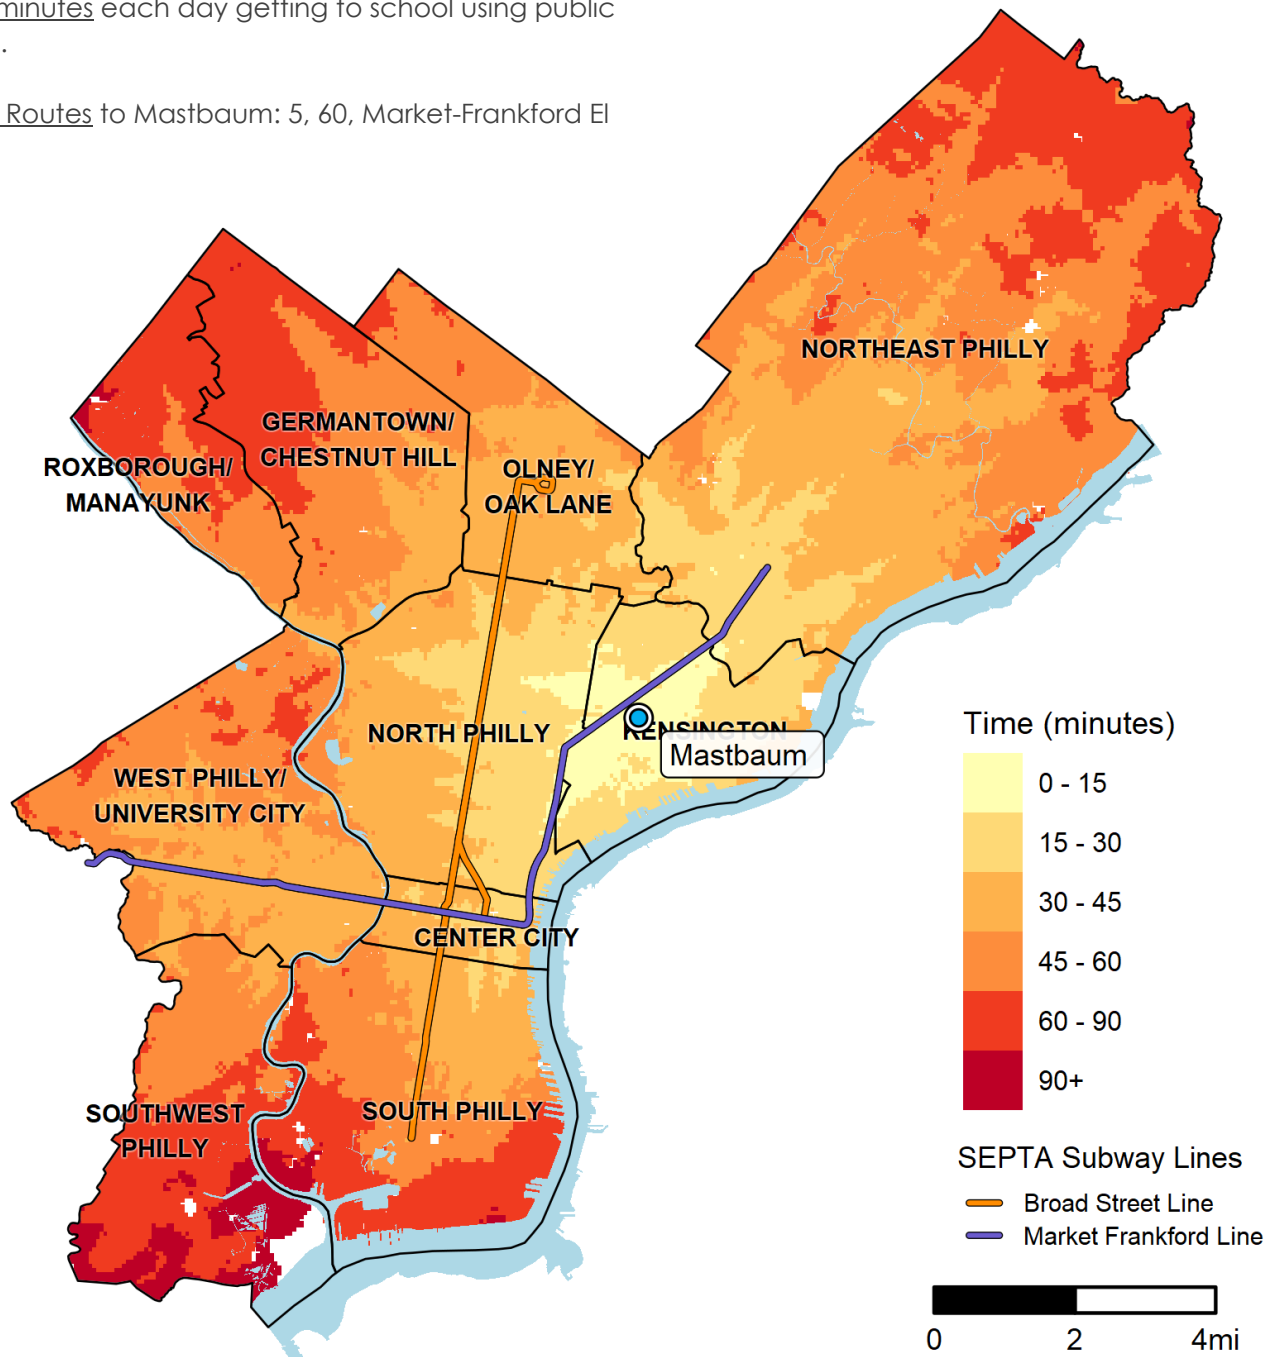 minutes each day getting to school using public
.
Routes to Mastbaum: 5, 60, Market-Frankford El
NORTHEAST PHILLY
GERMANTOWN/
CHESTNUT HILL
ROXBOROUGH/
MANAYUNK
OLNEY/
OAK LANE
NORTH PHILLY
KENSINGTON
Mastbaum
WEST PHILLY/
UNIVERSITY CITY
CENTER CITY
SOUTHWEST
PHILLY
SOUTH PHILLY
Time (minutes)
0 - 15
15 - 30
30 - 45
45 - 60
60 - 90
90+
SEPTA Subway Lines
Broad Street Line
Market Frankford Line
0 2 4mi